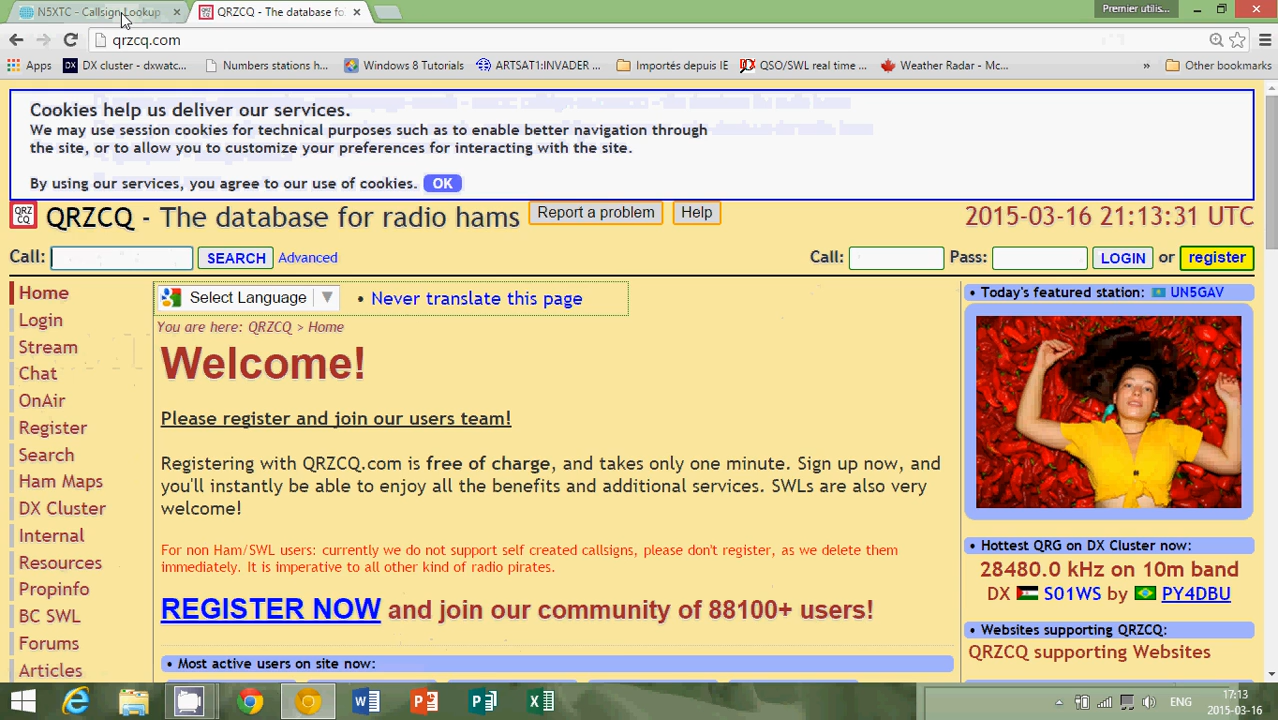 N5XTC - Callsign Lookup
QRZCQ - The database fo
Premier utilis...
qrzcq.com
Apps
DX cluster - dxwatc...
Numbers stations h...
Windows 8 Tutorials
ARTSAT1:INVADER ...
Importés depuis IE
QSO/SWL real time ...
Weather Radar - Mc...
»
Other bookmarks
Cookies help us deliver our services.
We may use session cookies for technical purposes such as to enable better navigation through
the site, or to allow you to customize your preferences for interacting with the site.
By using our services, you agree to our use of cookies. OK
QRZ
CQ
QRZCQ - The database for radio hams
Report a problem
Help
2015-03-16 21:13:31 UTC
Call:
SEARCH
Advanced
Call:
Pass:
LOGIN or register
Home
Login
Stream
Chat
OnAir
Register
Search
Ham Maps
DX Cluster
Internal
Resources
Propinfo
BC SWL
Forums
Articles
Select Language ▼
• Never translate this page
You are here: QRZCQ > Home
Welcome!
Please register and join our users team!
Registering with QRZCQ.com is free of charge, and takes only one minute. Sign up now, and
you'll instantly be able to enjoy all the benefits and additional services. SWLs are also very
welcome!
For non Ham/SWL users: currently we do not support self created callsigns, please don't register, as we delete them
immediately. It is imperative to all other kind of radio pirates.
REGISTER NOW and join our community of 88100+ users!
• Most active users on site now:
• Today's featured station: UN5GAV
• Hottest QRG on DX Cluster now:
28480.0 kHz on 10m band
DX S01WS by PY4DBU
• Websites supporting QRZCQ:
QRZCQ supporting Websites
ENG
17:13
2015-03-16